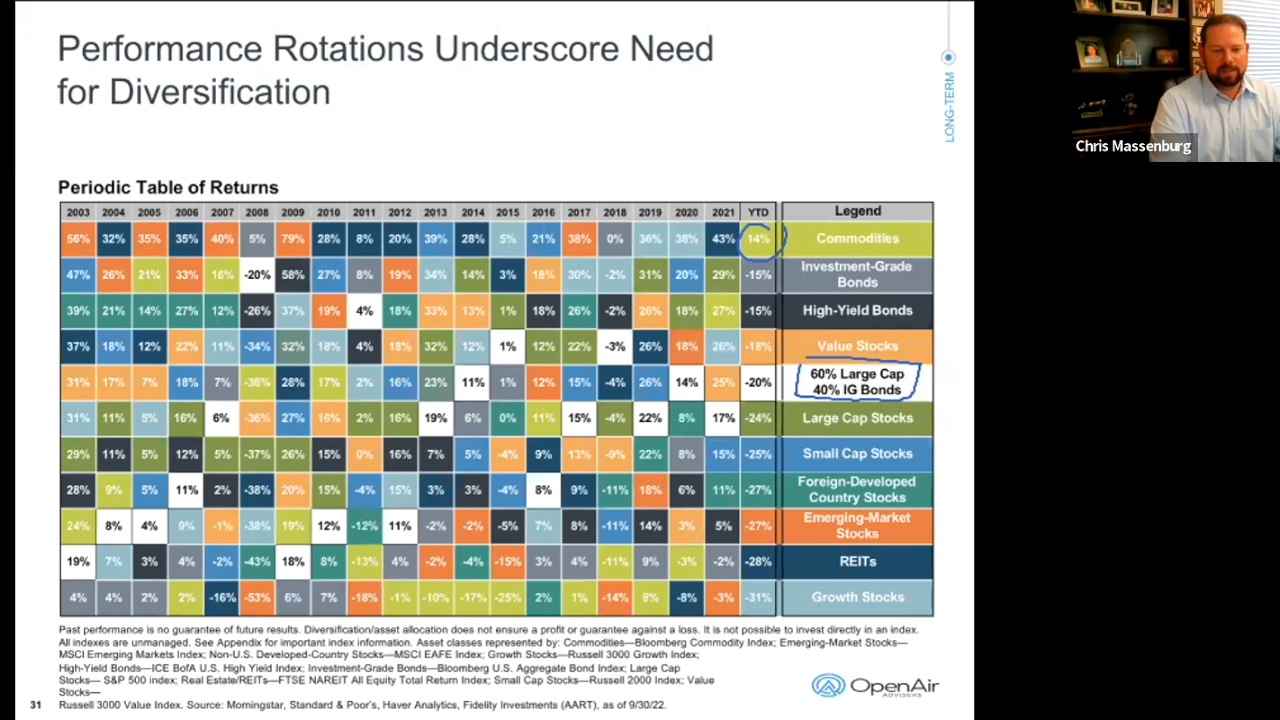 Performance Rotations Underscore Need
for Diversification
LONG-TERM
Chris Massenburg
Periodic Table of Returns
2003 2004 2005 2006 2007 2008 2009 2010 2011 2012 2013 2014 2015 2016 2017 2018 2019 2020 2021 YTD Legend
56% 32% 35% 35% 40% 5% 79% 28% 8% 20% 39% 28% 5% 21% 38% 0% 36% 38% 43% 14% Commodities
47% 26% 21% 33% 16% -20% 58% 27% 8% 19% 34% 14% 3% 18% 30% -2% 31% 20% 29% -15% Investment-Grade
Bonds
39% 21% 14% 27% 12% -26% 37% 19% 4% 18% 33% 13% 1% 18% 26% -2% 26% 18% 27% -15% High-Yield Bonds
37% 18% 12% 22% 11% -34% 32% 18% 4% 18% 32% 12% 1% 12% 22% -3% 26% 18% 26% -18% Value Stocks
31% 17% 7% 18% 7% -36% 28% 17% 2% 16% 23% 11% 1% 12% 15% -4% 26% 14% 25% -20% 60% Large Cap
40% IG Bonds
31% 11% 5% 16% 6% -36% 27% 16% 2% 16% 19% 6% 0% 11% 15% -4% 22% 8% 17% -24% Large Cap Stocks
29% 11% 5% 12% 5% -37% 26% 15% 0% 16% 7% 5% -4% 9% 13% -9% 22% 8% 15% -25% Small Cap Stocks
28% 9% 5% 11% 2% -38% 20% 15% -4% 15% 3% 3% -4% 8% 9% -11% 18% 6% 11% -27% Foreign-Developed
Country Stocks
24% 8% 4% 9% -1% -38% 19% 12% -12% 11% -2% -2% -5% 7% 8% -11% 14% 3% 5% -27% Emerging-Market
Stocks
19% 7% 3% 4% -2% -43% 18% 8% -13% 4% -2% -4% -15% 3% 4% -11% 9% -3% -2% -28% REITs
4% 4% 2% 2% -16% -53% 6% 7% -18% -1% -10% -17% -25% 2% 1% -14% 8% -8% -3% -31% Growth Stocks
Past performance is no guarantee of future results. Diversification/asset allocation does not ensure a profit or guarantee against a loss. It is not possible to invest directly in an index.
All indexes are unmanaged. See Appendix for important index information. Asset classes represented by: Commodities—Bloomberg Commodity Index; Emerging-Market Stocks—
MSCI Emerging Markets Index; Non-U.S. Developed-Country Stocks—MSCI EAFE Index; Growth Stocks—Russell 3000 Growth Index;
High-Yield Bonds—ICE BofA U.S. High Yield Index; Investment-Grade Bonds—Bloomberg U.S. Aggregate Bond Index; Large Cap
Stocks— S&P 500 index; Real Estate/REITs—FTSE NAREIT All Equity Total Return Index; Small Cap Stocks—Russell 2000 Index; Value
Stocks—
Russell 3000 Value Index. Source: Morningstar, Standard & Poor's, Haver Analytics, Fidelity Investments (AART), as of 9/30/22.
31
OpenAir
ADVISERS